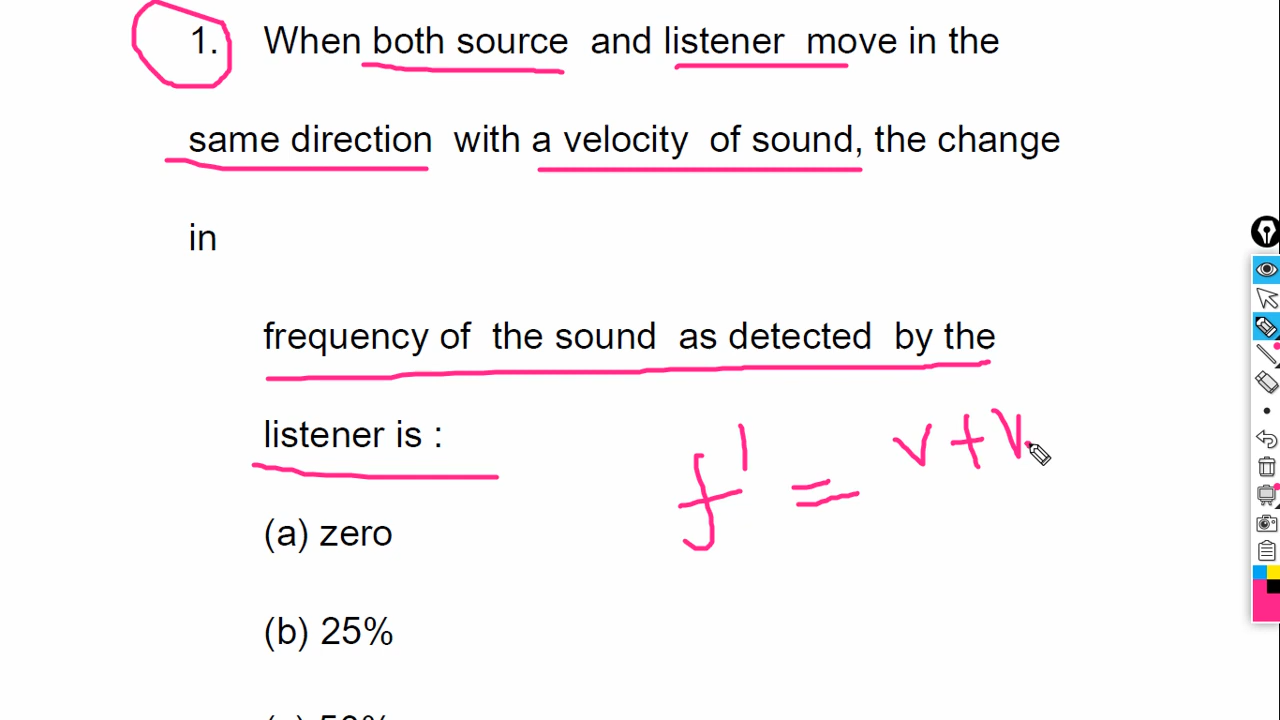 1. When both source and listener move in the
same direction with a velocity of sound, the change
in
frequency of the sound as detected by the
listener is :
f' = v + v
(a) zero
(b) 25%